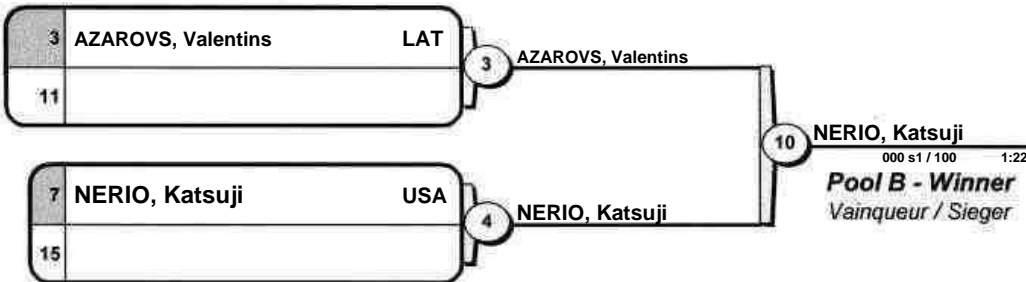 3 AZAROVS, Valentins LAT
11
3
AZAROVS, Valentins
7 NERIO, Katsuji USA
15
4
NERIO, Katsuji
10
NERIO, Katsuji
000 s1 / 100 1:22
Pool B - Winner
Vainqueur / Sieger